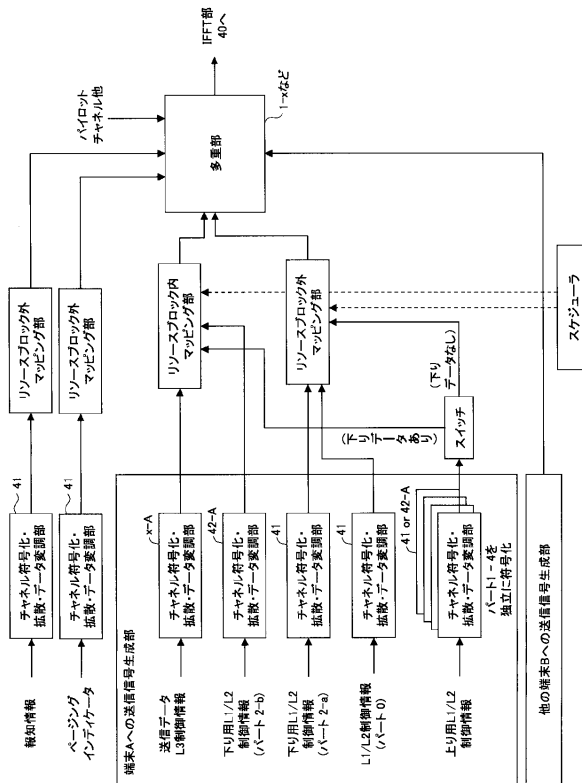 報知情報
41
チャネル符号化・
拡散・データ変調部
リソースブロック外
マッピング部
ページング
インディケータ
41
チャネル符号化・
拡散・データ変調部
リソースブロック外
マッピング部
パイロット
チャネル他
多重部
1-xなど
IFFT部
40へ
端末Aへの送信信号生成部
送信データ
L3制御情報
x-A
チャネル符号化・
拡散・データ変調部
リソースブロック内
マッピング部
下り用L1/L2
制御情報
(パート2-b)
42-A
チャネル符号化・
拡散・データ変調部
下り用L1/L2
制御情報
(パート2-a)
41
チャネル符号化・
拡散・データ変調部
リソースブロック外
マッピング部
L1/L2制御情報
(パート0)
41
チャネル符号化・
拡散・データ変調部
上り用L1/L2
制御情報
41 or 42-A
チャネル符号化・
拡散・データ変調部
パート1~4を
独立に符号化
(下りデータあり)
スイッチ
(下り
データなし)
他の端末Bへの送信信号生成部
スケジューラ